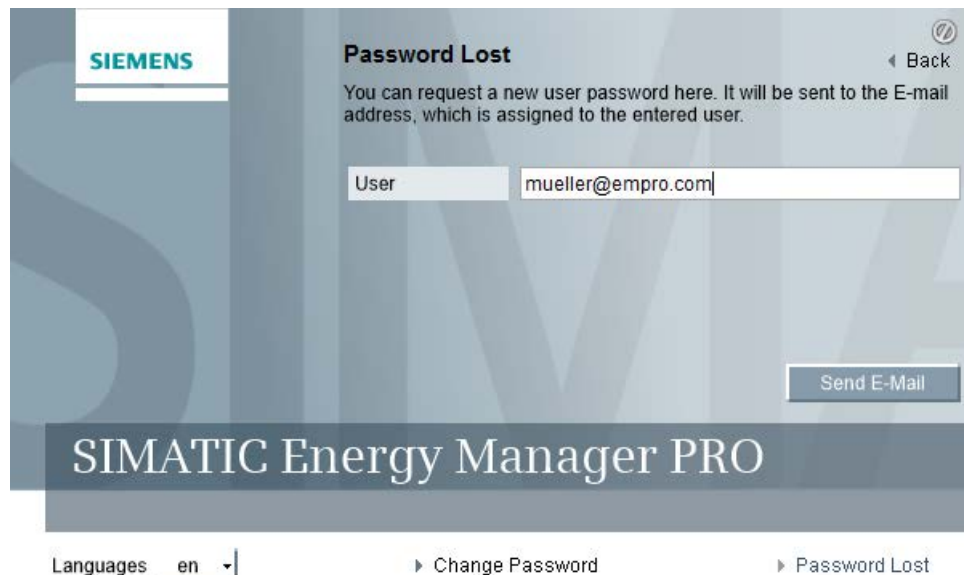 SIEMENS
Password Lost
Back
You can request a new user password here. It will be sent to the E-mail
address, which is assigned to the entered user.
User
mueller@empro.com
Send E-Mail
SIMATIC Energy Manager PRO
Languages en
Change Password
Password Lost